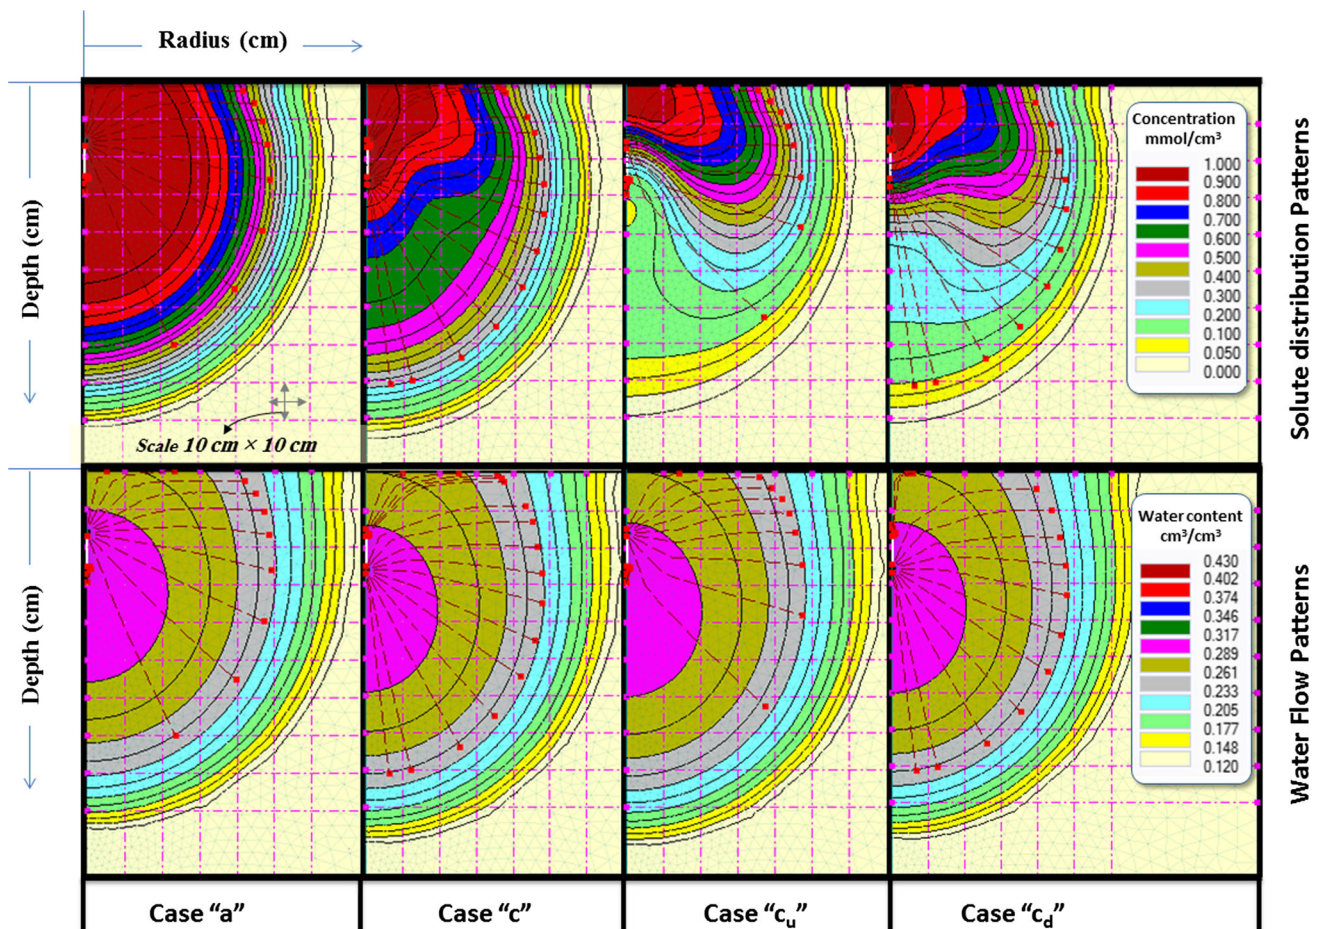 Radius (cm)
Depth (cm)
Concentration
mmol/cm³
1.000
0.900
0.800
0.700
0.600
0.500
0.400
0.300
0.200
0.100
0.050
0.000
Solute distribution Patterns
Scale 10 cm × 10 cm
Depth (cm)
Water content
cm³/cm³
0.430
0.402
0.374
0.346
0.317
0.289
0.261
0.233
0.205
0.177
0.148
0.120
Water Flow Patterns
Case “a”
Case “c”
Case “cᵤ”
Case “c_d”